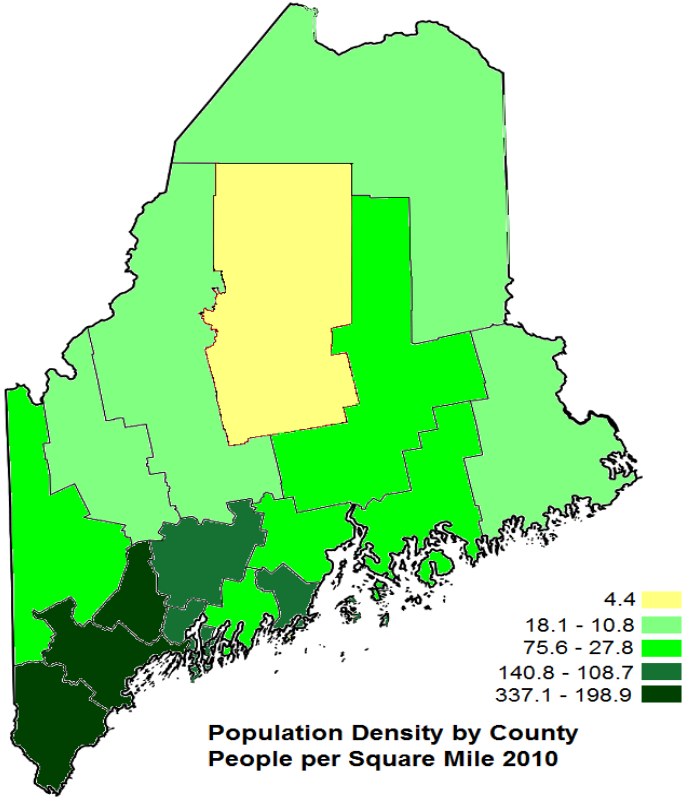 4.4
18.1 - 10.8
75.6 - 27.8
140.8 - 108.7
337.1 - 198.9
Population Density by County
People per Square Mile 2010